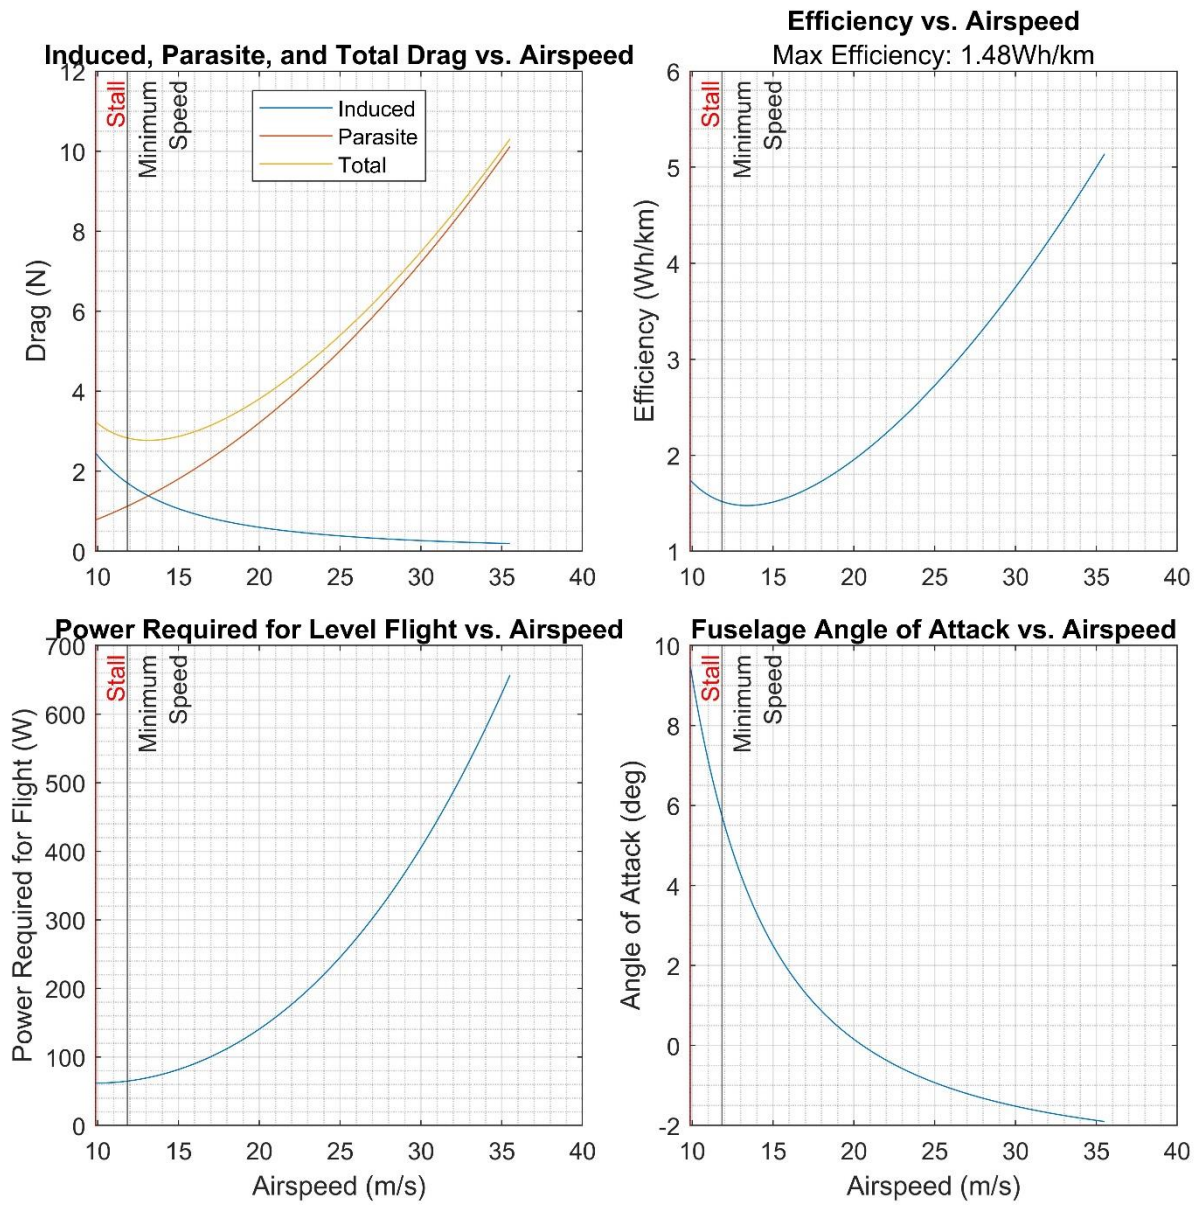 Induced, Parasite, and Total Drag vs. Airspeed
12
10
8
6
4
2
0
Drag (N)
Stall
Minimum
Speed
Induced
Parasite
Total
10 15 20 25 30 35 40
Efficiency vs. Airspeed
Max Efficiency: 1.48Wh/km
6
5
4
3
2
1
Efficiency (Wh/km)
Stall
Minimum
Speed
10 15 20 25 30 35 40
Power Required for Level Flight vs. Airspeed
700
600
500
400
300
200
100
0
Power Required for Flight (W)
Stall
Minimum
Speed
10 15 20 25 30 35 40
Airspeed (m/s)
Fuselage Angle of Attack vs. Airspeed
10
8
6
4
2
0
-2
Angle of Attack (deg)
Stall
Minimum
Speed
10 15 20 25 30 35 40
Airspeed (m/s)